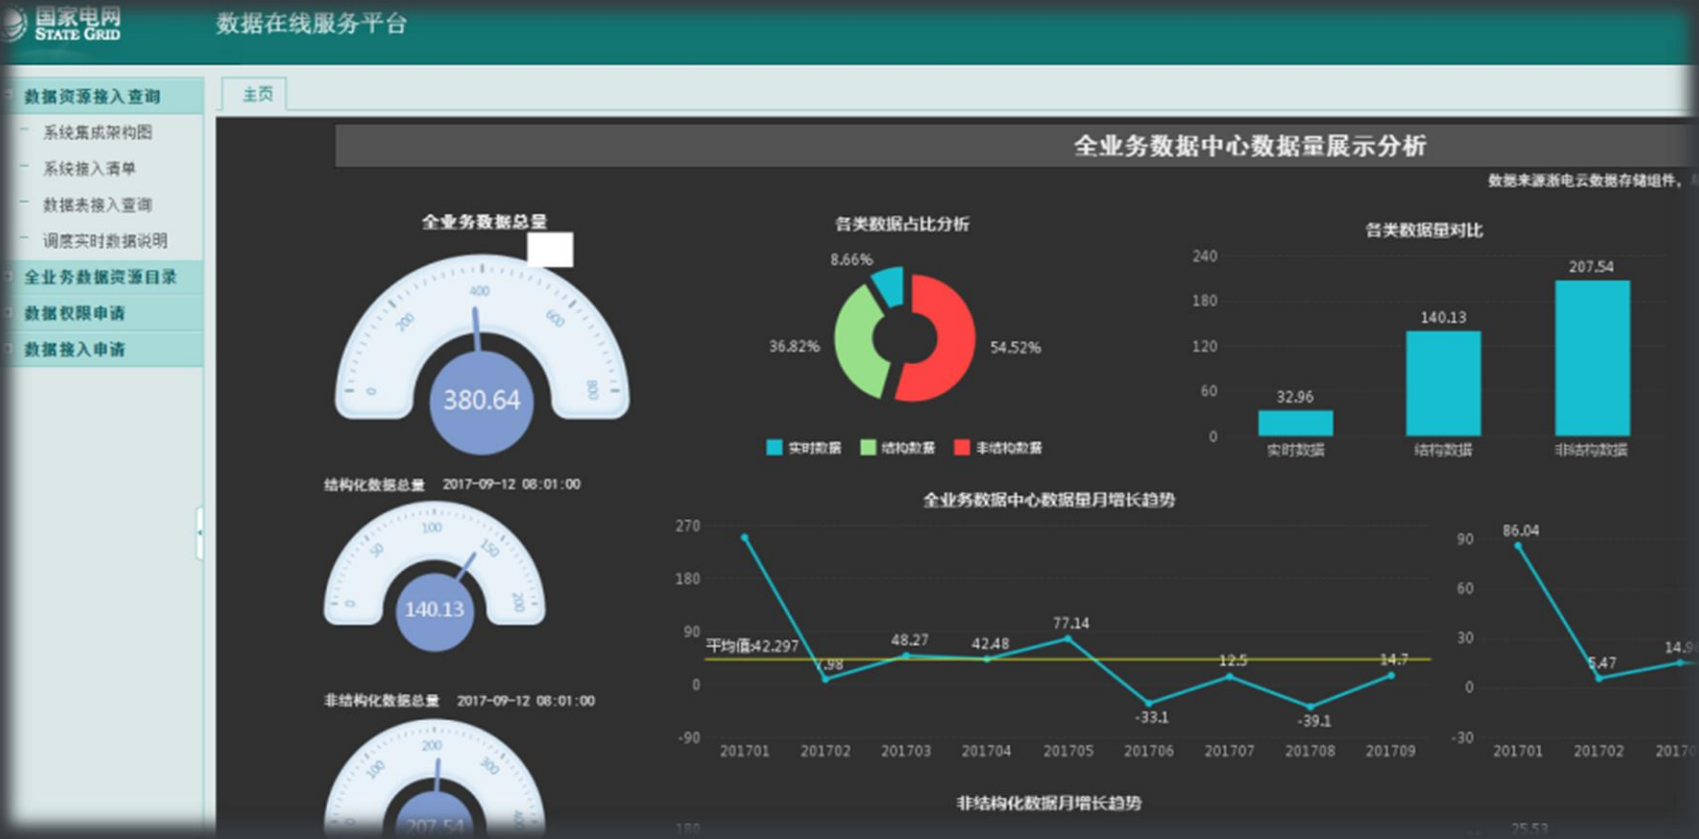 国家电网
STATE GRID
数据在线服务平台
数据资源接入查询
系统集成架构图
系统接入清单
数据表接入查询
调度实时数据说明
全业务数据资源目录
数据权限申请
数据接入申请
主页
全业务数据中心数据量展示分析
数据来源浙电云数据存储组件，
全业务数据总量
0 200 400 600 800
380.64
各类数据占比分析
8.66%
36.82%
54.52%
实时数据 结构数据 非结构数据
各类数据量对比
240
180
120
60
0
32.96
140.13
207.54
实时数据 结构数据 非结构数据
结构化数据总量 2017-09-12 08:01:00
0 50 100 150 200
140.13
全业务数据中心数据量月增长趋势
270
180
90
0
-90
平均值:42.297
7.98
48.27
42.48
77.14
-33.1
12.5
-39.1
14.7
201701 201702 201703 201704 201705 201706 201707 201708 201709
90
60
30
0
-30
86.04
5.47
14.9
201701 201702 20170
非结构化数据总量 2017-09-12 08:01:00
0 100 200 300 400
207.54
非结构化数据月增长趋势
180
25.53